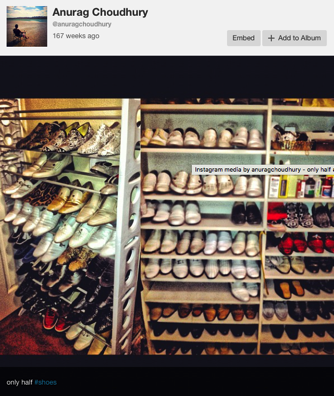 Anurag Choudhury
@anuragchoudhury
167 weeks ago
Embed
+ Add to Album
Instagram media by anuragchoudhury - only half
only half #shoes